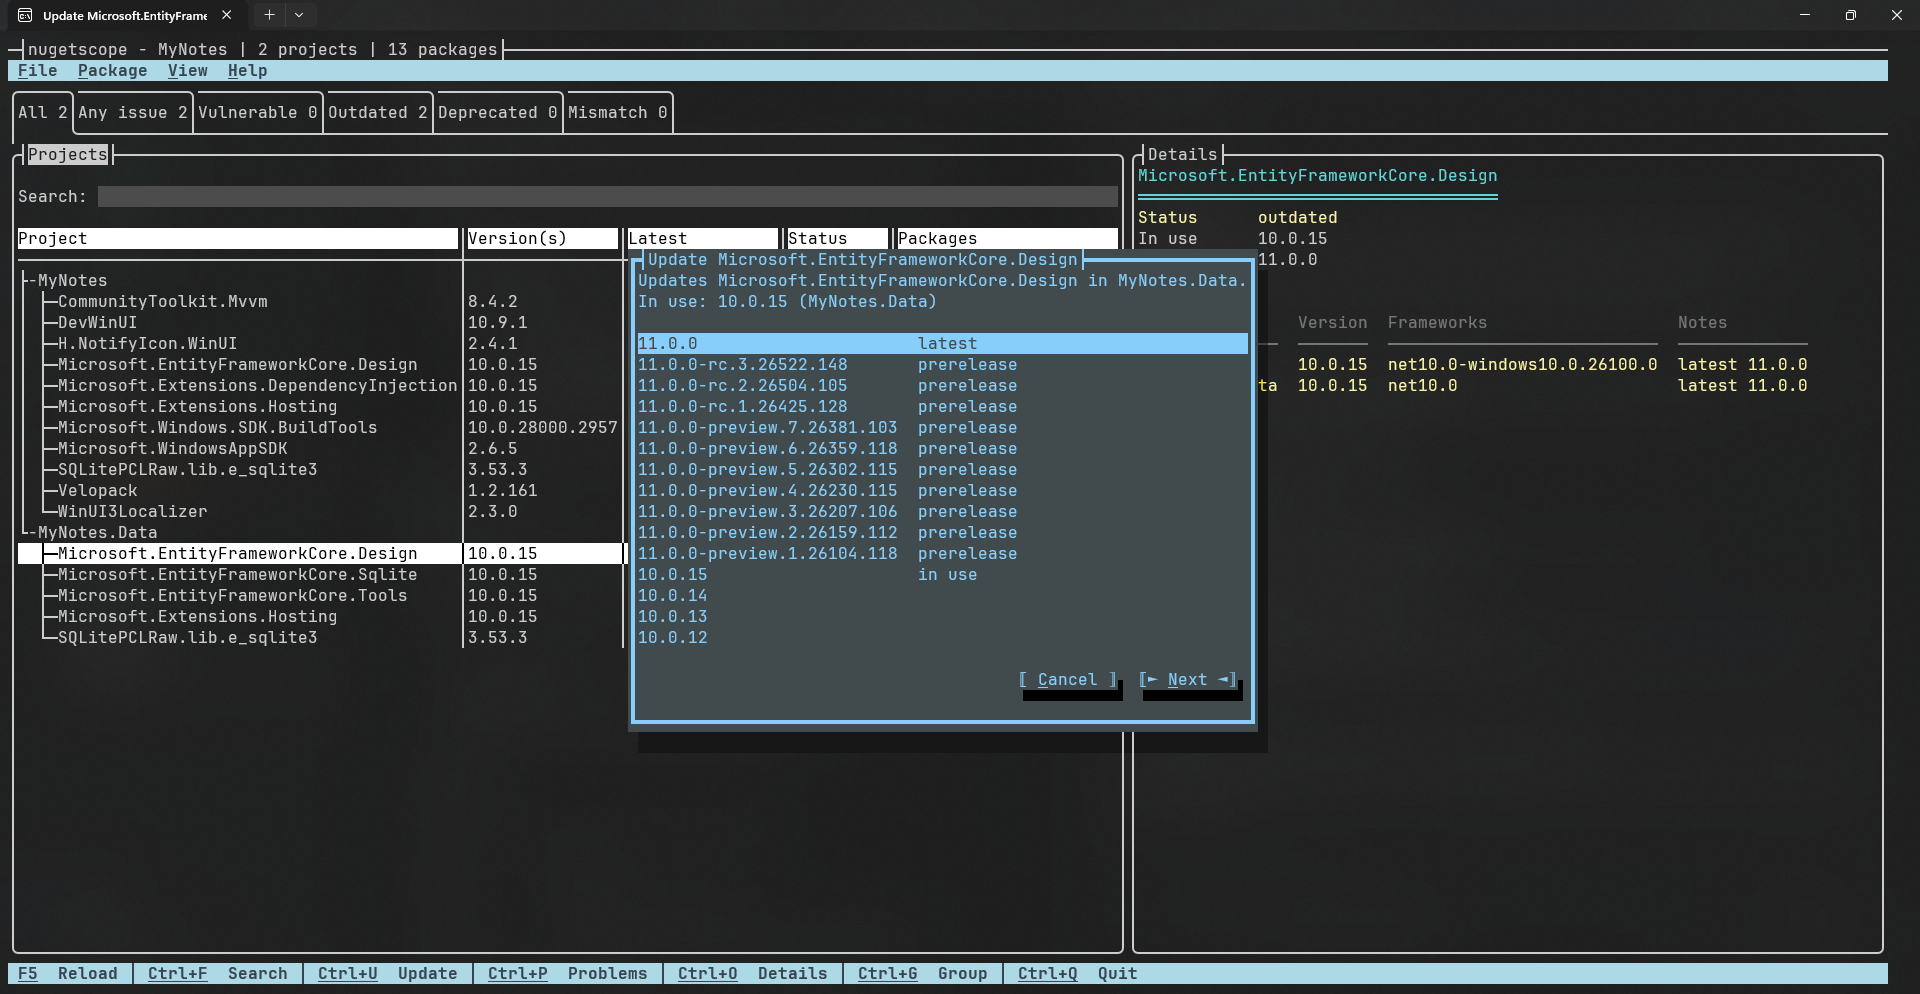 Update Microsoft.EntityFrame
nugetscope - MyNotes | 2 projects | 13 packages
File Package View Help
All 2 Any issue 2 Vulnerable 0 Outdated 2 Deprecated 0 Mismatch 0
Projects
Search:
Project Version(s) Latest Status Packages
MyNotes
CommunityToolkit.Mvvm 8.4.2
DevWinUI 10.9.1
H.NotifyIcon.WinUI 2.4.1
Microsoft.EntityFrameworkCore.Design 10.0.15
Microsoft.Extensions.DependencyInjection 10.0.15
Microsoft.Extensions.Hosting 10.0.15
Microsoft.Windows.SDK.BuildTools 10.0.28000.2957
Microsoft.WindowsAppSDK 2.6.5
SQLitePCLRaw.lib.e_sqlite3 3.53.3
Velopack 1.2.161
WinUI3Localizer 2.3.0
MyNotes.Data
Microsoft.EntityFrameworkCore.Design 10.0.15
Microsoft.EntityFrameworkCore.Sqlite 10.0.15
Microsoft.EntityFrameworkCore.Tools 10.0.15
Microsoft.Extensions.Hosting 10.0.15
SQLitePCLRaw.lib.e_sqlite3 3.53.3
Update Microsoft.EntityFrameworkCore.Design
Updates Microsoft.EntityFrameworkCore.Design in MyNotes.Data.
In use: 10.0.15 (MyNotes.Data)
11.0.0 latest
11.0.0-rc.3.26522.148 prerelease
11.0.0-rc.2.26504.105 prerelease
11.0.0-rc.1.26425.128 prerelease
11.0.0-preview.7.26381.103 prerelease
11.0.0-preview.6.26359.118 prerelease
11.0.0-preview.5.26302.115 prerelease
11.0.0-preview.4.26230.115 prerelease
11.0.0-preview.3.26207.106 prerelease
11.0.0-preview.2.26159.112 prerelease
11.0.0-preview.1.26104.118 prerelease
10.0.15 in use
10.0.14
10.0.13
10.0.12
Cancel Next
Details
Microsoft.EntityFrameworkCore.Design
Status outdated
In use 10.0.15
11.0.0
Version Frameworks Notes
10.0.15 net10.0-windows10.0.26100.0 latest 11.0.0
ta 10.0.15 net10.0 latest 11.0.0
F5 Reload Ctrl+F Search Ctrl+U Update Ctrl+P Problems Ctrl+O Details Ctrl+G Group Ctrl+Q Quit